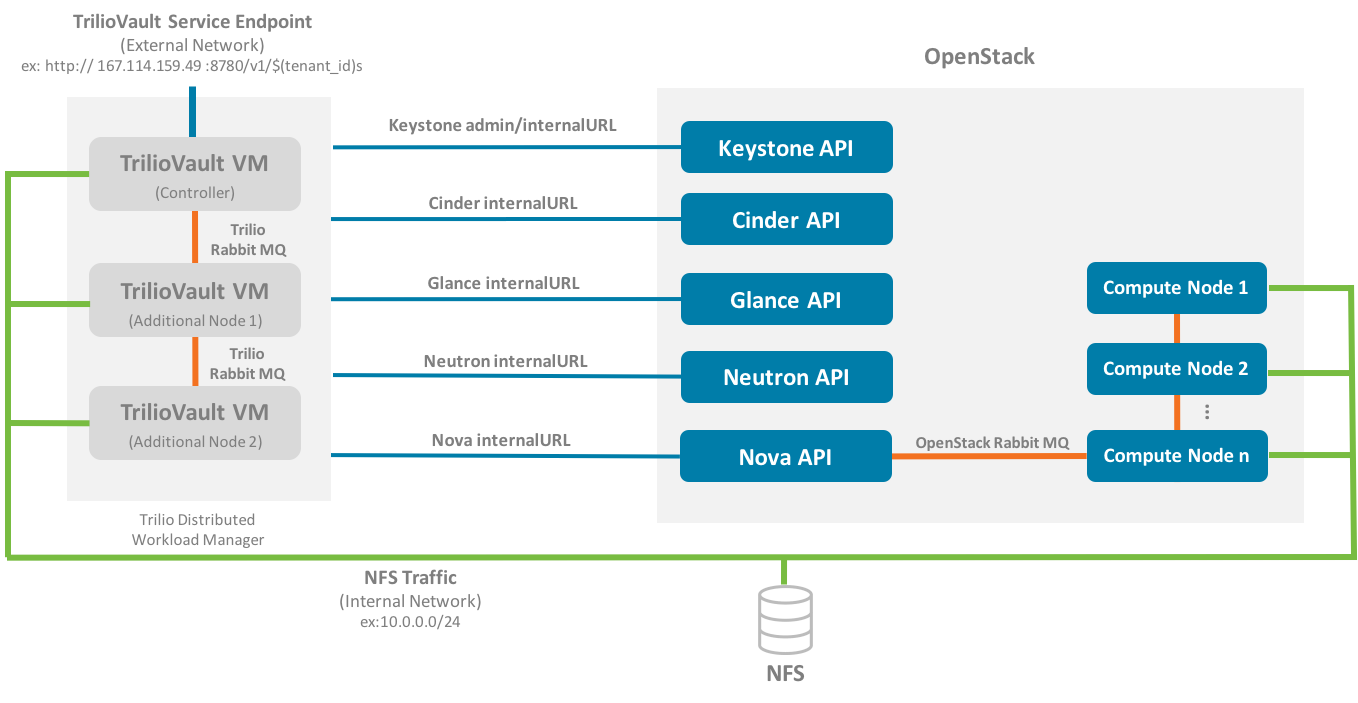 TrilioVault Service Endpoint
(External Network)
ex: http:// 167.114.159.49 :8780/v1/$(tenant_id)s
OpenStack
TrilioVault VM
(Controller)
Trilio
Rabbit MQ
TrilioVault VM
(Additional Node 1)
Trilio
Rabbit MQ
TrilioVault VM
(Additional Node 2)
Trilio Distributed
Workload Manager
Keystone admin/internalURL
Cinder internalURL
Glance internalURL
Neutron internalURL
Nova internalURL
Keystone API
Cinder API
Glance API
Neutron API
Nova API
OpenStack Rabbit MQ
Compute Node 1
Compute Node 2
⋮
Compute Node n
NFS Traffic
(Internal Network)
ex:10.0.0.0/24
NFS